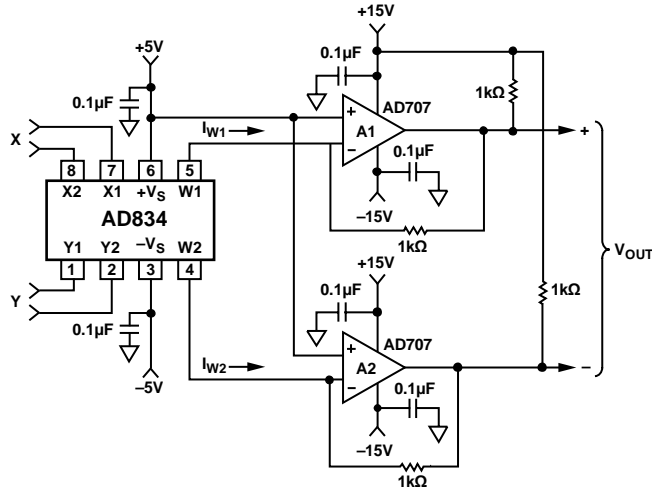 +15V
+5V
0.1µF
0.1µF
AD707
1kΩ
X
IW1
+
A1
−
+
8 7 6 5
X2 X1 +VS W1
0.1µF
−15V
AD834
1kΩ
Y1 Y2 −VS W2
1 2 3 4
+15V
VOUT
Y
0.1µF
0.1µF
AD707
1kΩ
IW2
+
A2
−
−
−5V
0.1µF
−15V
1kΩ